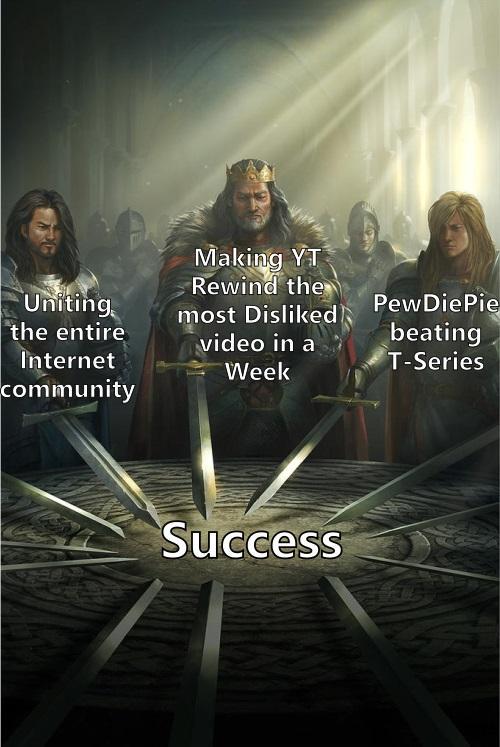 Making YT
Rewind the
most Disliked
video in a
Week
Uniting
the entire
Internet
community
PewDiePie
beating
T-Series
Success